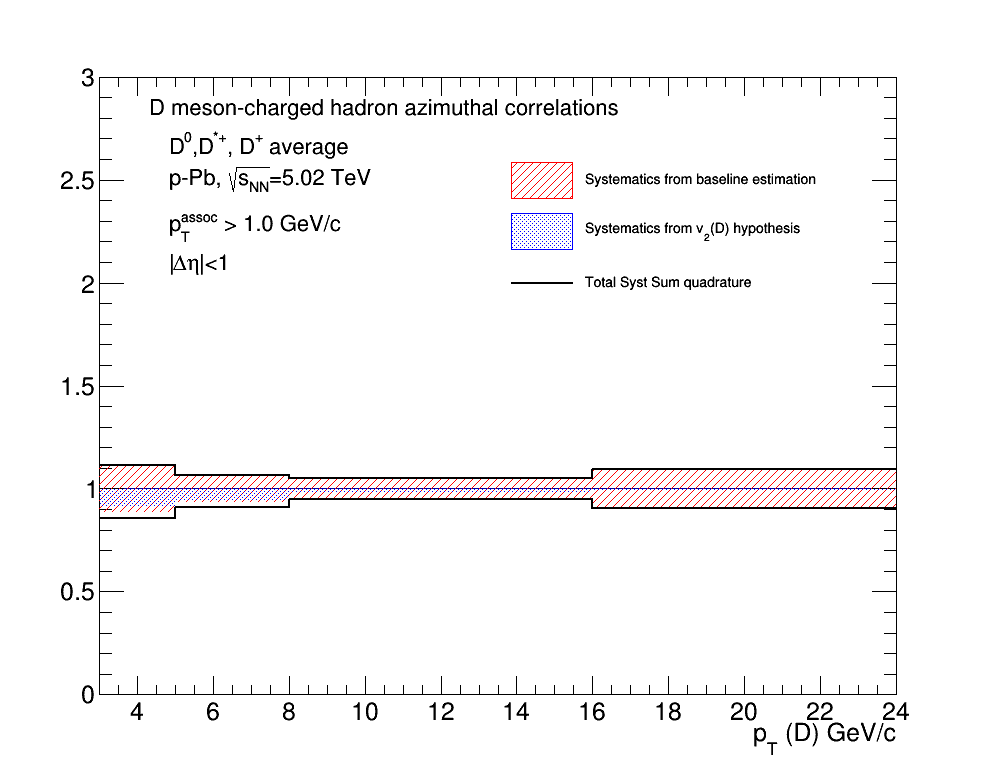 D meson-charged hadron azimuthal correlations
D⁰,D*⁺, D⁺ average
p-Pb, √sNN=5.02 TeV
pT^assoc > 1.0 GeV/c
|Δη|<1
Systematics from baseline estimation
Systematics from v₂(D) hypothesis
Total Syst Sum quadrature
3
2.5
2
1.5
1
0.5
0
4 6 8 10 12 14 16 18 20 22 24
pT (D) GeV/c